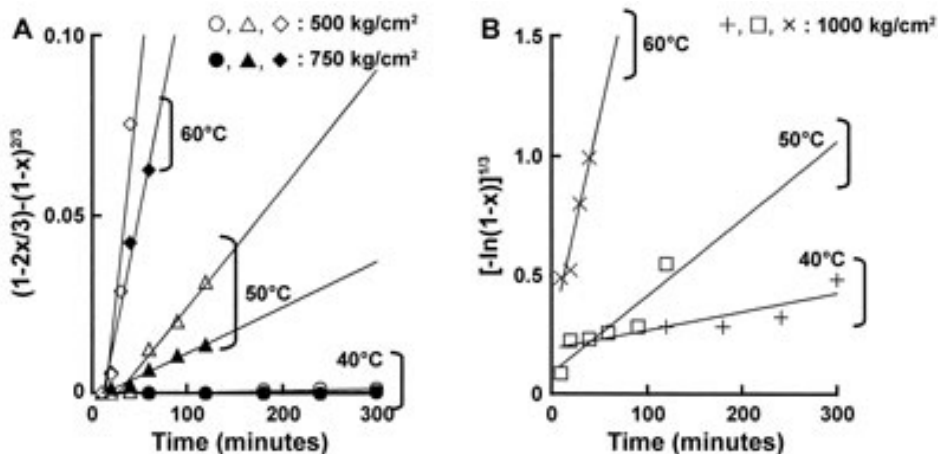 A
○, △, ◇ : 500 kg/cm²
●, ▲, ◆ : 750 kg/cm²
(1-2x/3)-(1-x)^2/3
0.10
0.05
0
60°C
50°C
40°C
0
100
200
300
Time (minutes)
B
+, □, × : 1000 kg/cm²
[-ln(1-x)]^1/3
1.5
1.0
0.5
0
60°C
50°C
40°C
0
100
200
300
Time (minutes)